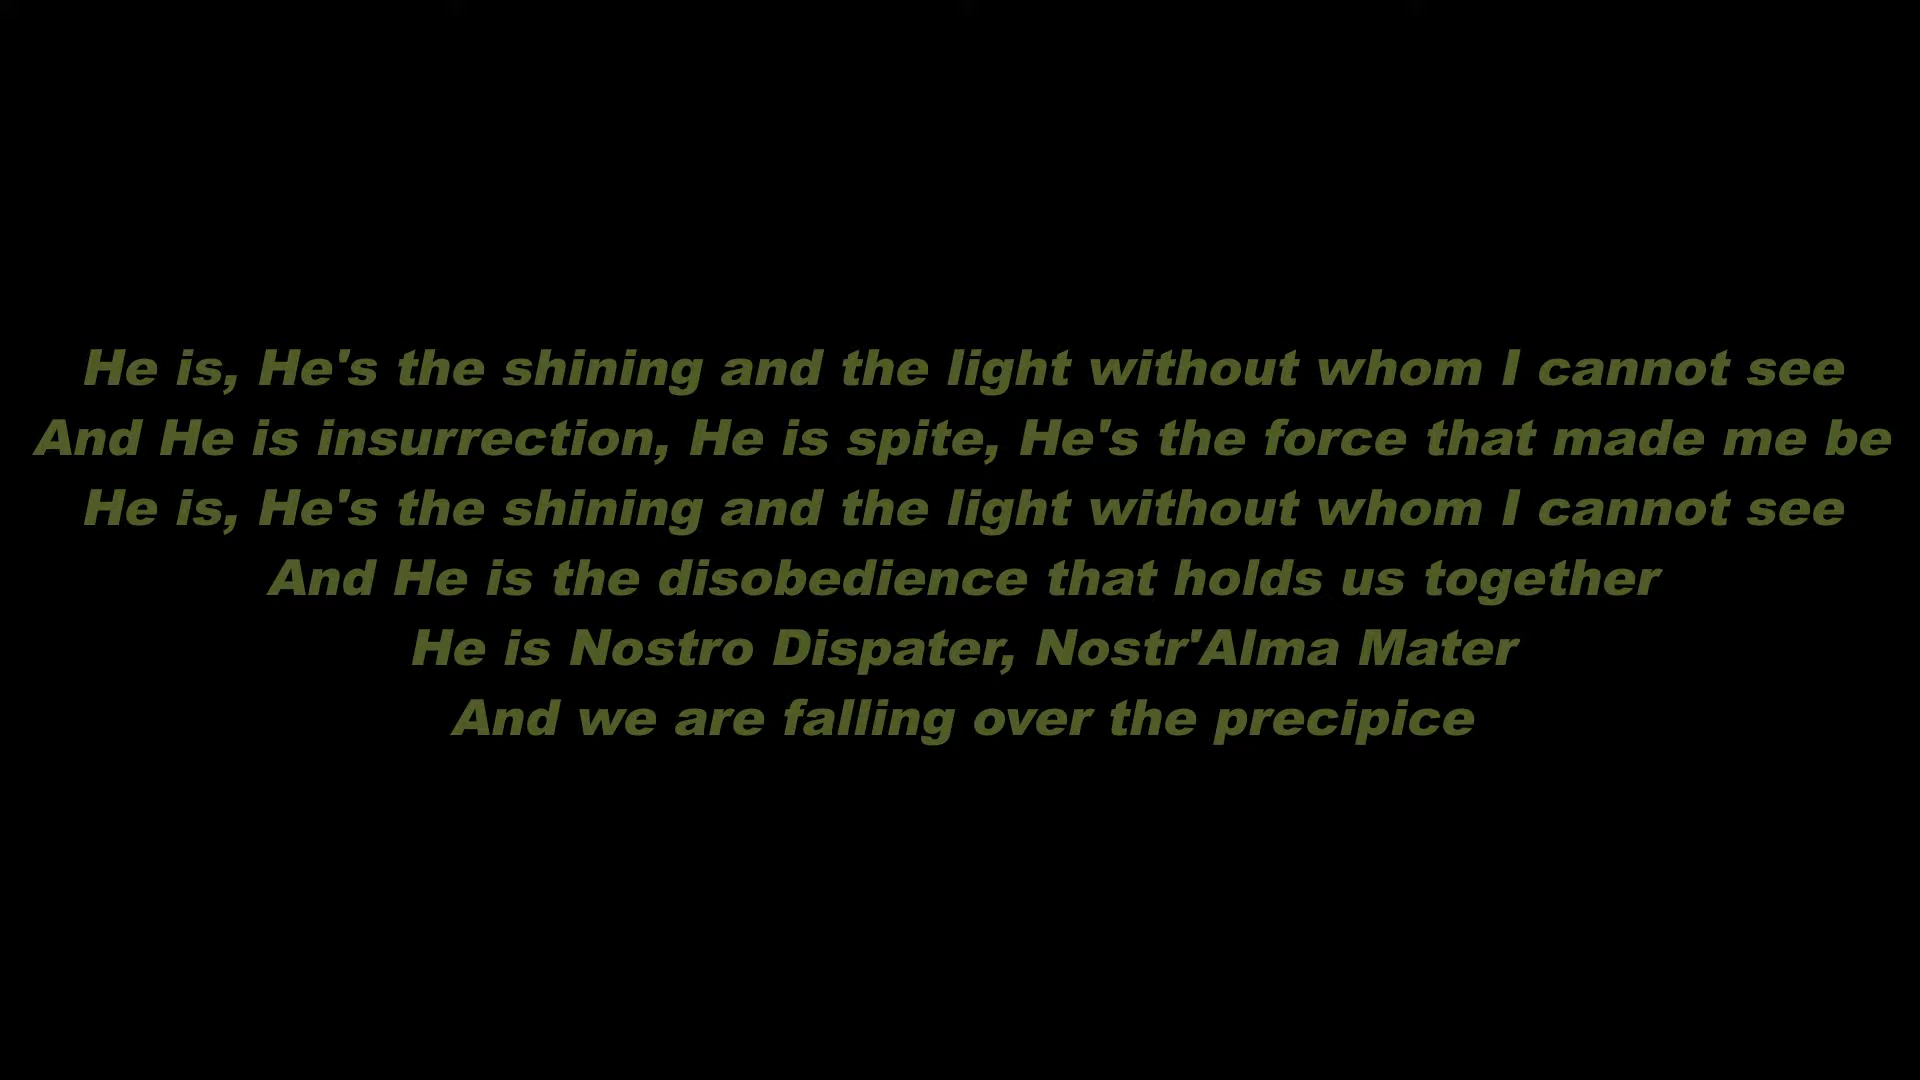 He is, He's the shining and the light without whom I cannot see
And He is insurrection, He is spite, He's the force that made me be
He is, He's the shining and the light without whom I cannot see
And He is the disobedience that holds us together
He is Nostro Dispater, Nostr'Alma Mater
And we are falling over the precipice